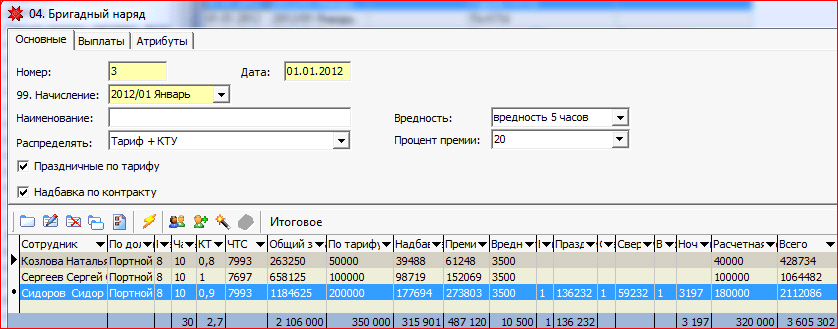 04. Бригадный наряд
Основные Выплаты Атрибуты
Номер: 3 Дата: 01.01.2012
99. Начисление: 2012/01 Январь
Наименование: Вредность: вредность 5 часов
Распределять: Тариф + КТУ Процент премии: 20
Праздничные по тарифу
Надбавка по контракту
Итоговое
Сотрудник По дол Ча КТ ЧТС Общий з По тарифу Надбав Преми Вредн Празд Свер В Ноч Расчетная Всего
Козлова Наталья Портной 8 10 0,8 7993 263250 50000 39488 61248 3500 40000 428734
Сергеев Сергей С Портной 8 10 1 7697 658125 100000 98719 152069 3500 100000 1064482
Сидоров Сидор Портной 8 10 0,9 7993 1184625 200000 177694 273803 3500 1 136232 1 59232 1 3197 180000 2112086
30 2,7 2 106 000 350 000 315 901 487 120 10 500 1 136 232 3 197 320 000 3 605 302